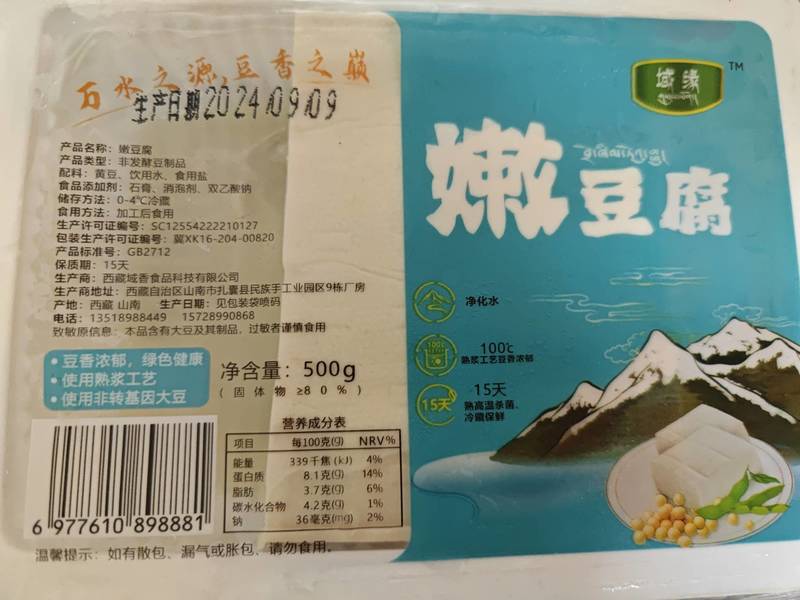 万水之源,豆香之巅
生产日期2024/09/09
产品名称：嫩豆腐
产品类型：非发酵豆制品
配料：黄豆、饮用水、食用盐
食品添加剂：石膏、消泡剂、双乙酸钠
储存方法：0-4℃冷藏
食用方法：加工后食用
生产许可证编号：SC12554222210127
包装生产许可证编号：冀XK16-204-00820
产品标准号：GB2712
保质期：15天
生产商：西藏域香食品科技有限公司
生产商地址：西藏自治区山南市扎囊县民族手工业园区9栋厂房
产地：西藏 山南 生产日期：见包装袋喷码
电话：13518988449 15728990868
致敏原信息：本品含有大豆及其制品，过敏者谨慎食用
•豆香浓郁，绿色健康
•使用熟浆工艺
•使用非转基因大豆
净含量：500g
(固体物≥80%)
营养成分表
项目 每100克(g) NRV%
能量 339千焦(kJ) 4%
蛋白质 8.1克(g) 14%
脂肪 3.7克(g) 6%
碳水化合物 4.2克(g) 1%
钠 36毫克(mg) 2%
6 977610 898881
温馨提示：如有散包、漏气或胀包，请勿食用。
域缘
TM
嫩豆腐
净化水
100℃
100℃
熟浆工艺豆香浓郁
15天
15天
熟高温杀菌、
冷藏保鲜